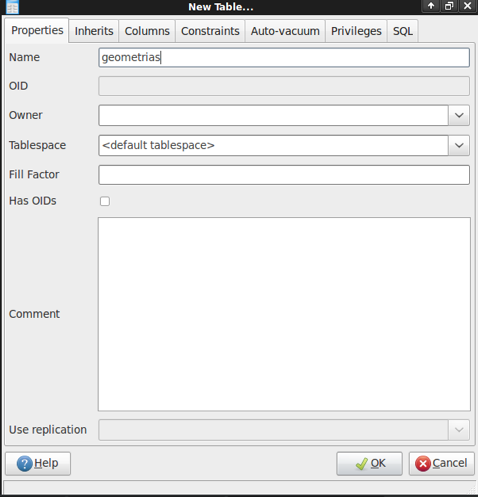 New Table...
Properties Inherits Columns Constraints Auto-vacuum Privileges SQL
Name geometrias
OID
Owner
Tablespace <default tablespace>
Fill Factor
Has OIDs
Comment
Use replication
Help OK Cancel